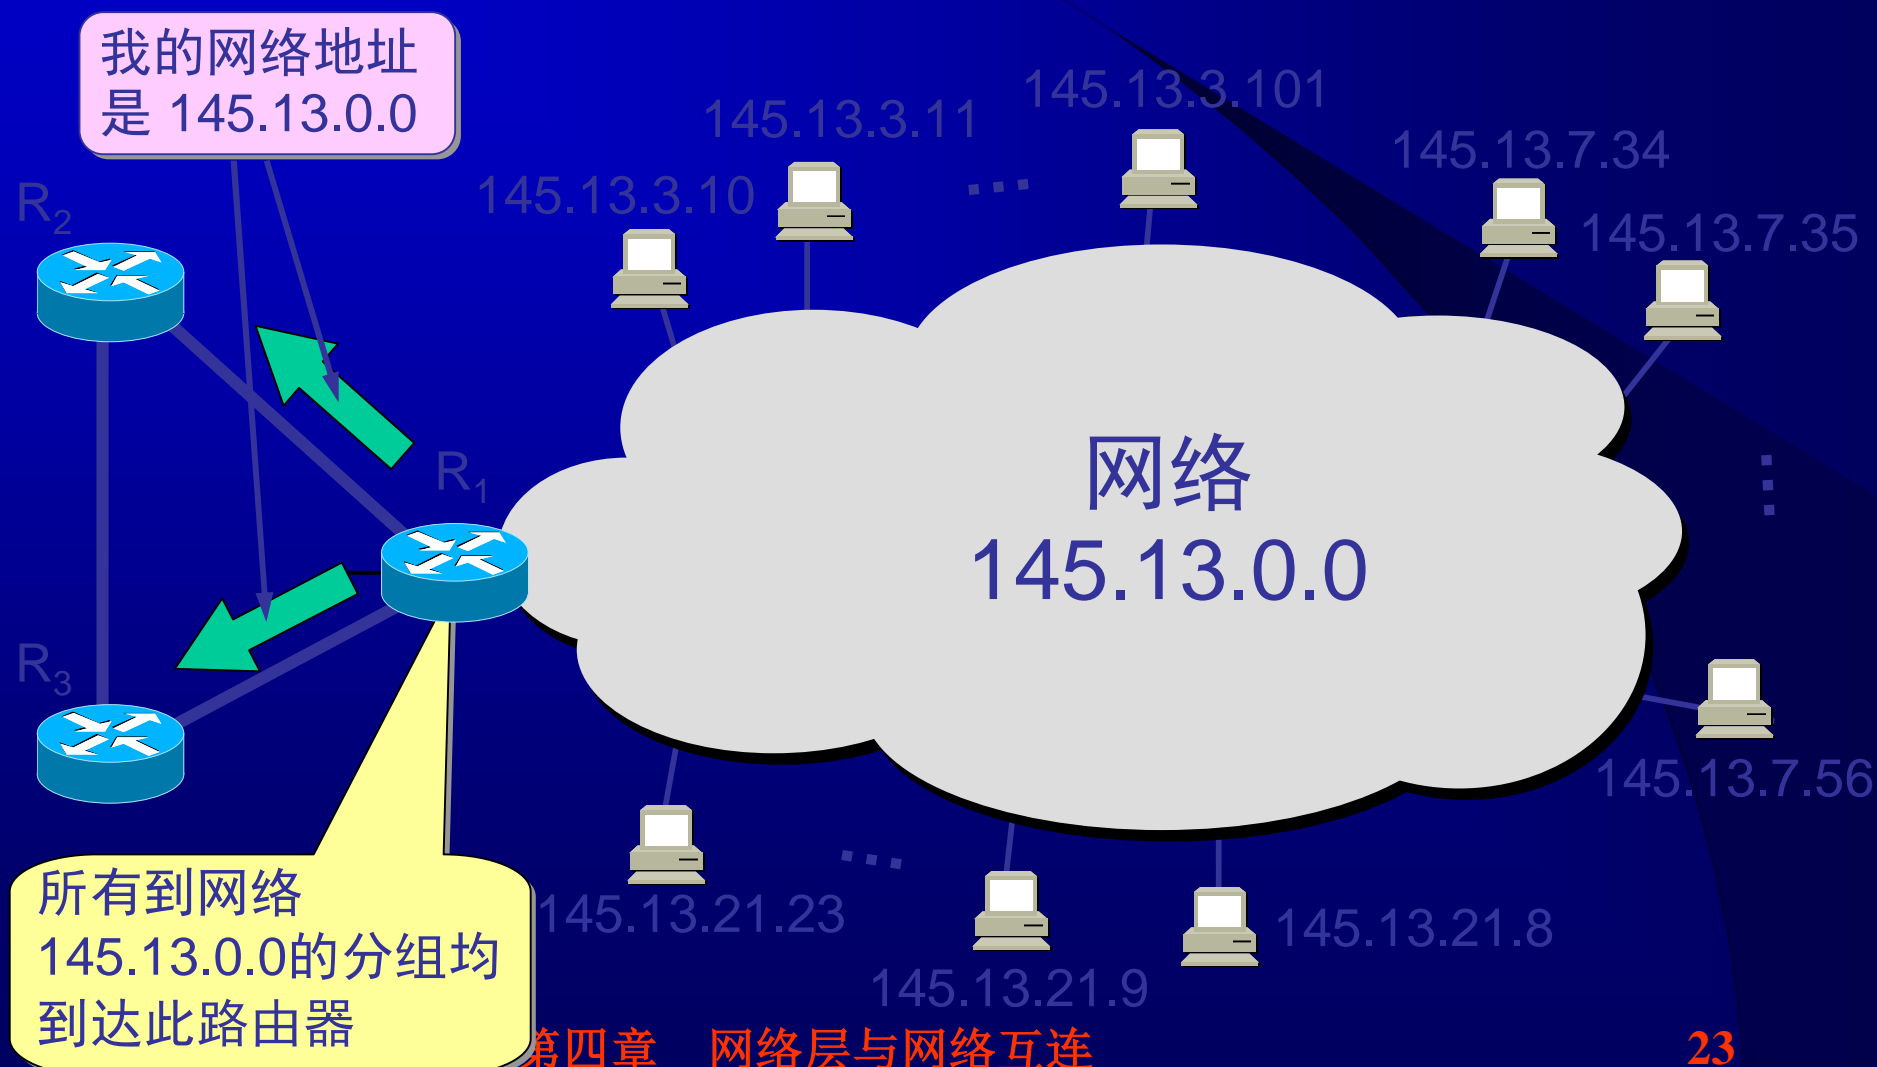 我的网络地址
是 145.13.0.0
145.13.3.101
145.13.3.11
145.13.7.34
145.13.3.10
R2
145.13.7.35
…
网络
145.13.0.0
R1
…
R3
145.13.7.56
…
所有到网络
145.13.0.0的分组均
到达此路由器
145.13.21.23
145.13.21.8
145.13.21.9
第四章 网络层与网络互连
23